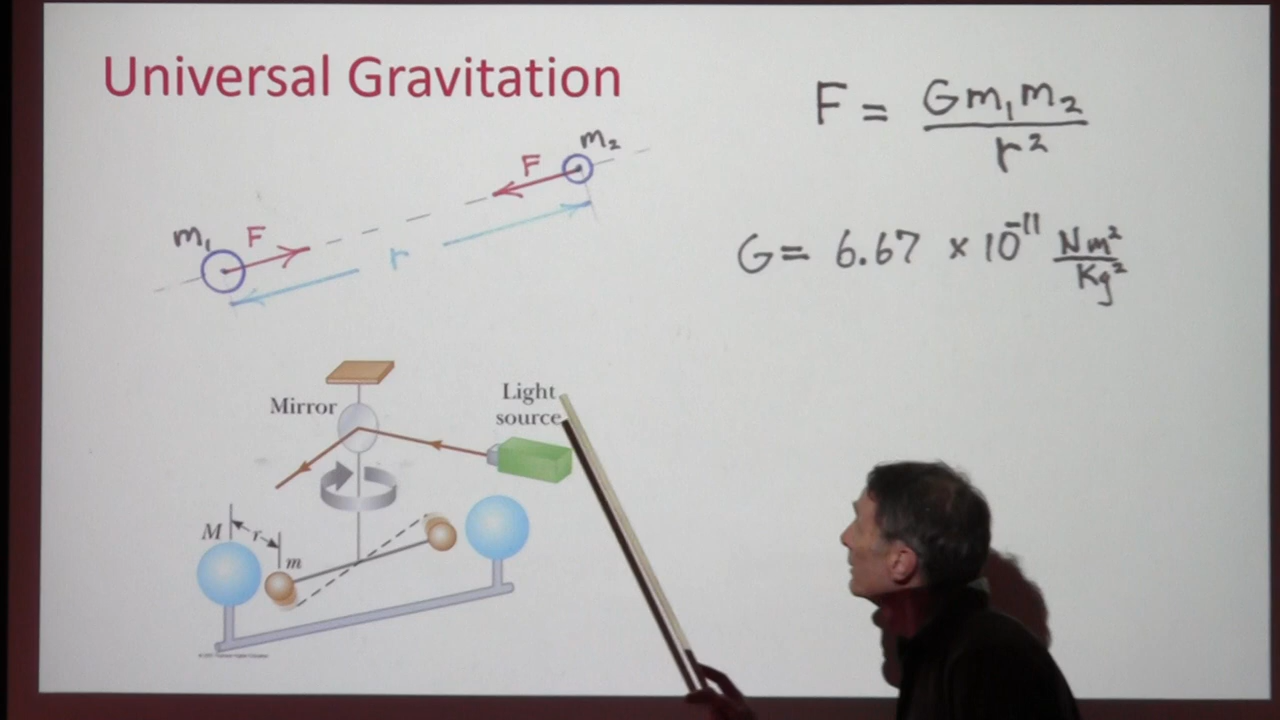 Universal Gravitation
F = Gm₁m₂
r²
m₂
F
m₁ F
r
G = 6.67 × 10⁻¹¹ Nm²
Kg²
Light
source
Mirror
M r
m